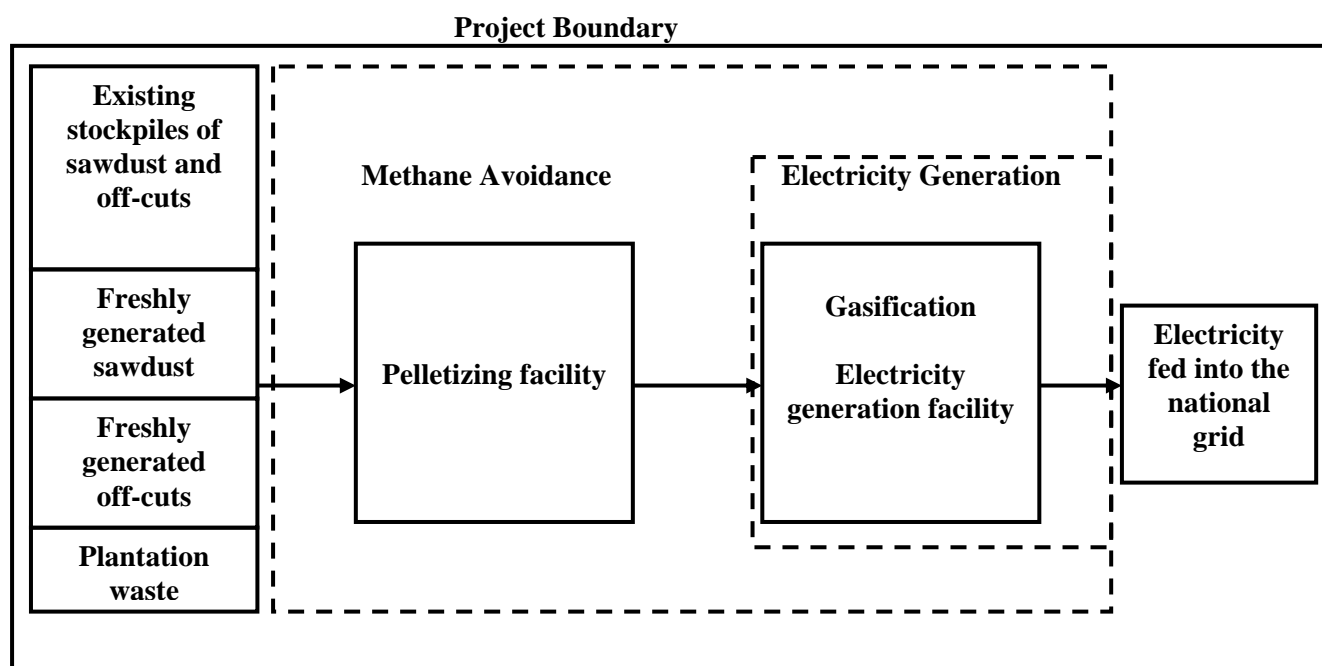 Project Boundary
Existing
stockpiles of
sawdust and
off-cuts
Freshly
generated
sawdust
Freshly
generated
off-cuts
Plantation
waste
Methane Avoidance
Pelletizing facility
Electricity Generation
Gasification
Electricity
generation facility
Electricity
fed into the
national
grid